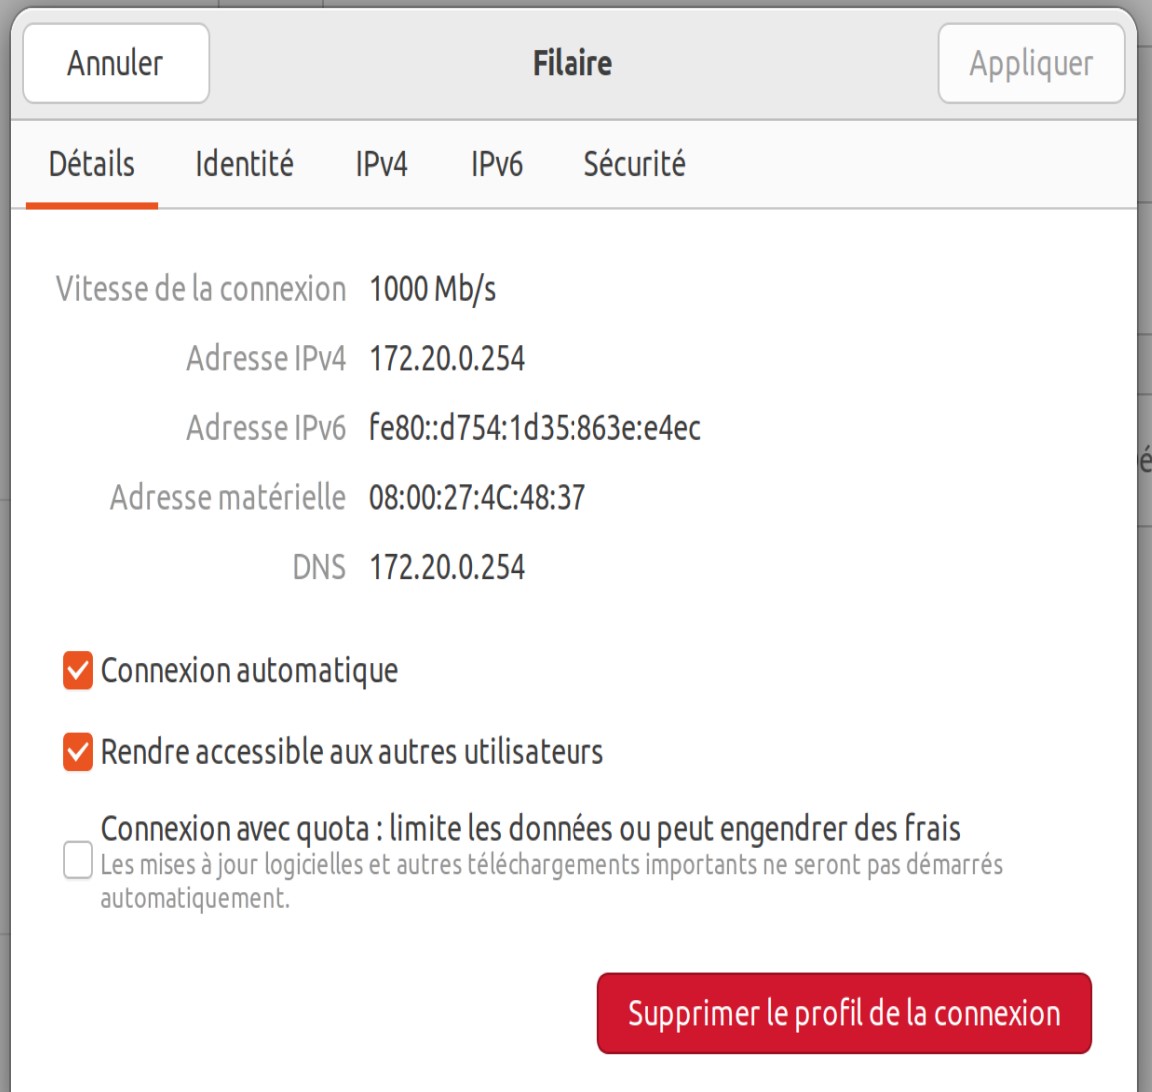 Annuler Filaire Appliquer
Détails Identité IPv4 IPv6 Sécurité
Vitesse de la connexion 1000 Mb/s
Adresse IPv4 172.20.0.254
Adresse IPv6 fe80::d754:1d35:863e:e4ec
Adresse matérielle 08:00:27:4C:48:37
DNS 172.20.0.254
Connexion automatique
Rendre accessible aux autres utilisateurs
Connexion avec quota : limite les données ou peut engendrer des frais
Les mises à jour logicielles et autres téléchargements importants ne seront pas démarrés
automatiquement.
Supprimer le profil de la connexion